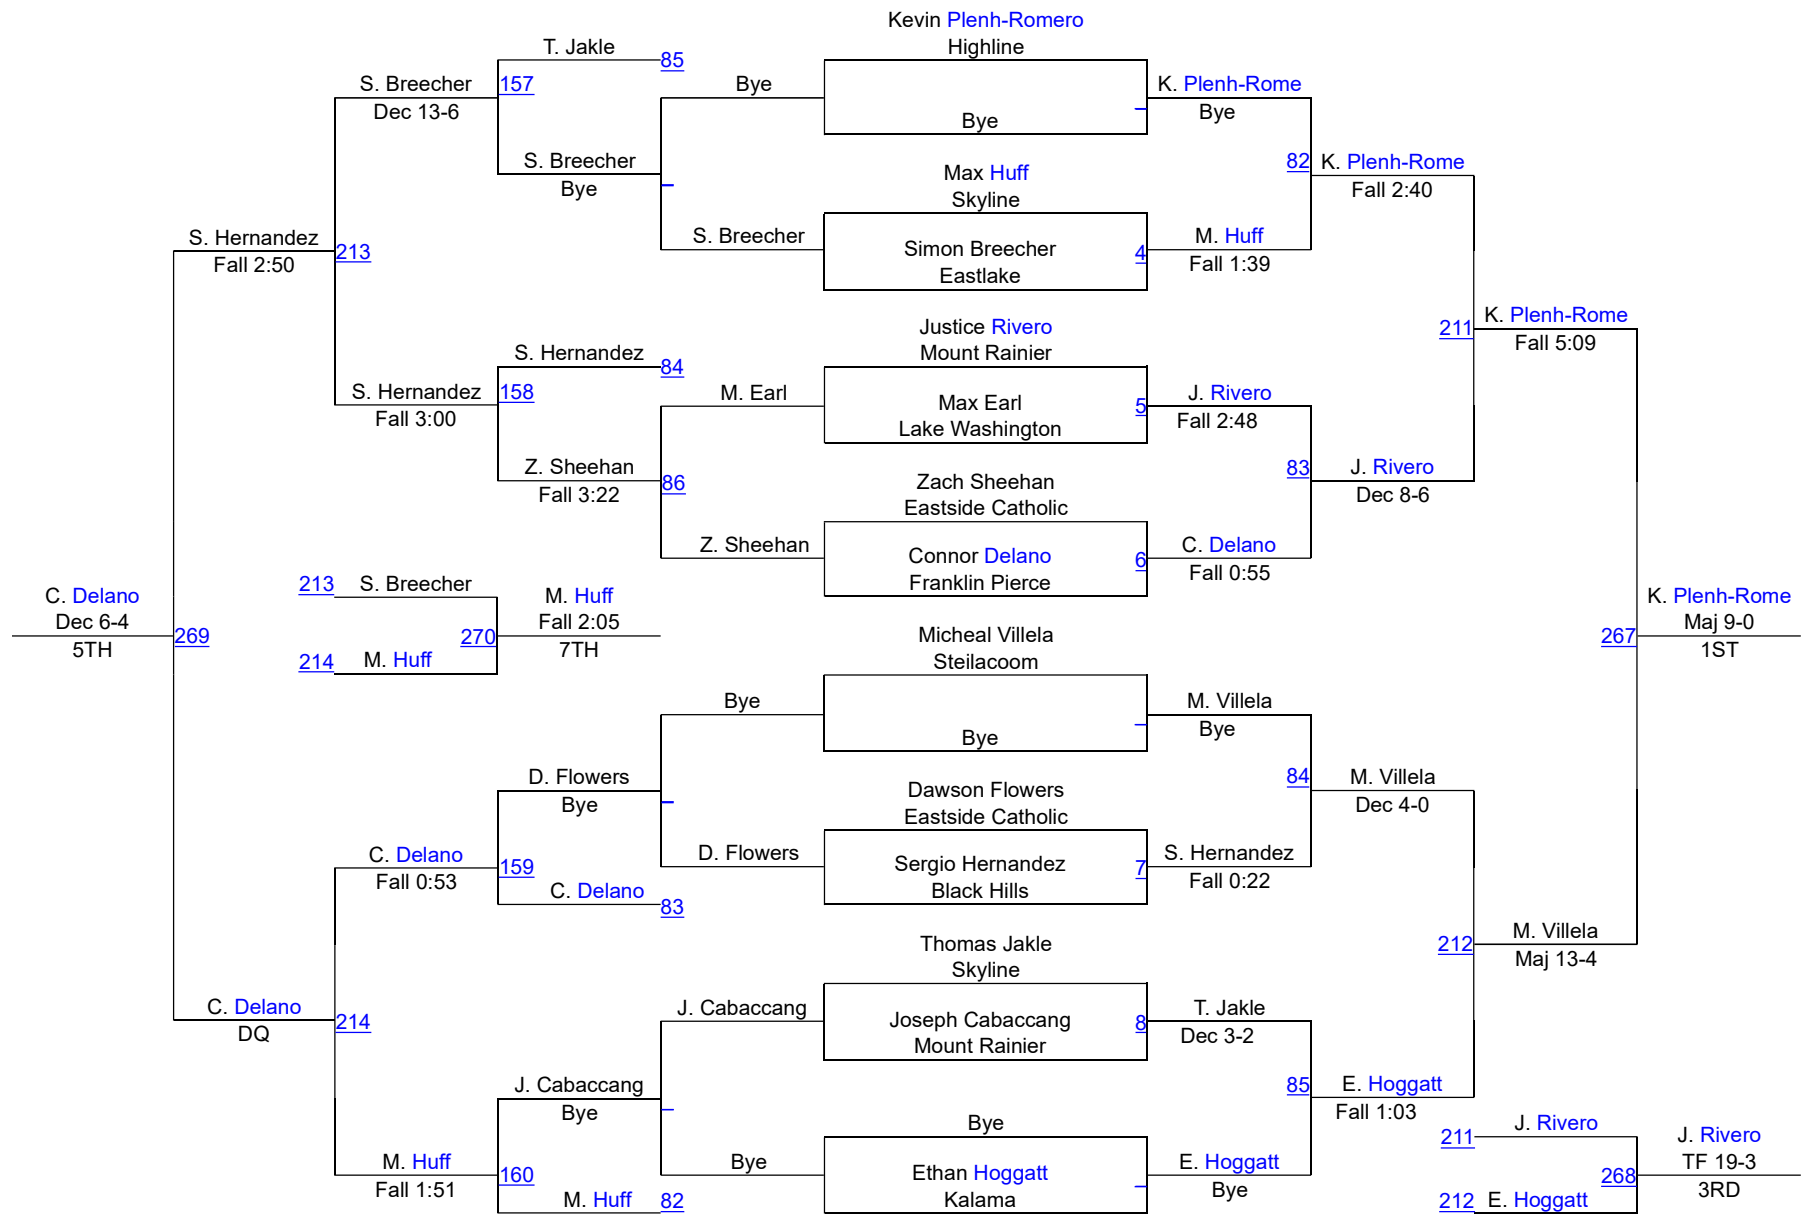 Kevin Plenh-Romero
T. Jakle
Highline
85
S. Breecher
157
Bye
K. Plenh-Rome
Dec 13-6
Bye
Bye
S. Breecher
82
K. Plenh-Rome
Bye
Max Huff
Fall 2:40
Skyline
S. Hernandez
213
S. Breecher
Simon Breecher
4
M. Huff
Fall 2:50
Eastlake
Fall 1:39
Justice Rivero
211
K. Plenh-Rome
S. Hernandez
84
Mount Rainier
Fall 5:09
S. Hernandez
158
M. Earl
Max Earl
5
J. Rivero
Fall 3:00
Lake Washington
Fall 2:48
Z. Sheehan
86
Zach Sheehan
83
J. Rivero
Fall 3:22
Eastside Catholic
Dec 8-6
Z. Sheehan
Connor Delano
6
C. Delano
213
S. Breecher
Franklin Pierce
Fall 0:55
C. Delano
M. Huff
K. Plenh-Rome
Dec 6-4
269
270
Fall 2:05
Micheal Villela
267
Maj 9-0
5TH
214
M. Huff
7TH
Steilacoom
1ST
Bye
M. Villela
Bye
Bye
D. Flowers
84
M. Villela
Bye
Dawson Flowers
Dec 4-0
Eastside Catholic
C. Delano
159
D. Flowers
Sergio Hernandez
7
S. Hernandez
Fall 0:53
C. Delano
83
Black Hills
Fall 0:22
Thomas Jakle
212
M. Villela
Skyline
Maj 13-4
C. Delano
214
J. Cabaccang
Joseph Cabaccang
8
T. Jakle
DQ
Mount Rainier
Dec 3-2
J. Cabaccang
85
E. Hoggatt
Bye
Bye
Fall 1:03
211
J. Rivero
J. Rivero
M. Huff
160
Bye
Ethan Hoggatt
E. Hoggatt
268
TF 19-3
Fall 1:51
M. Huff
82
Kalama
Bye
212
E. Hoggatt
3RD